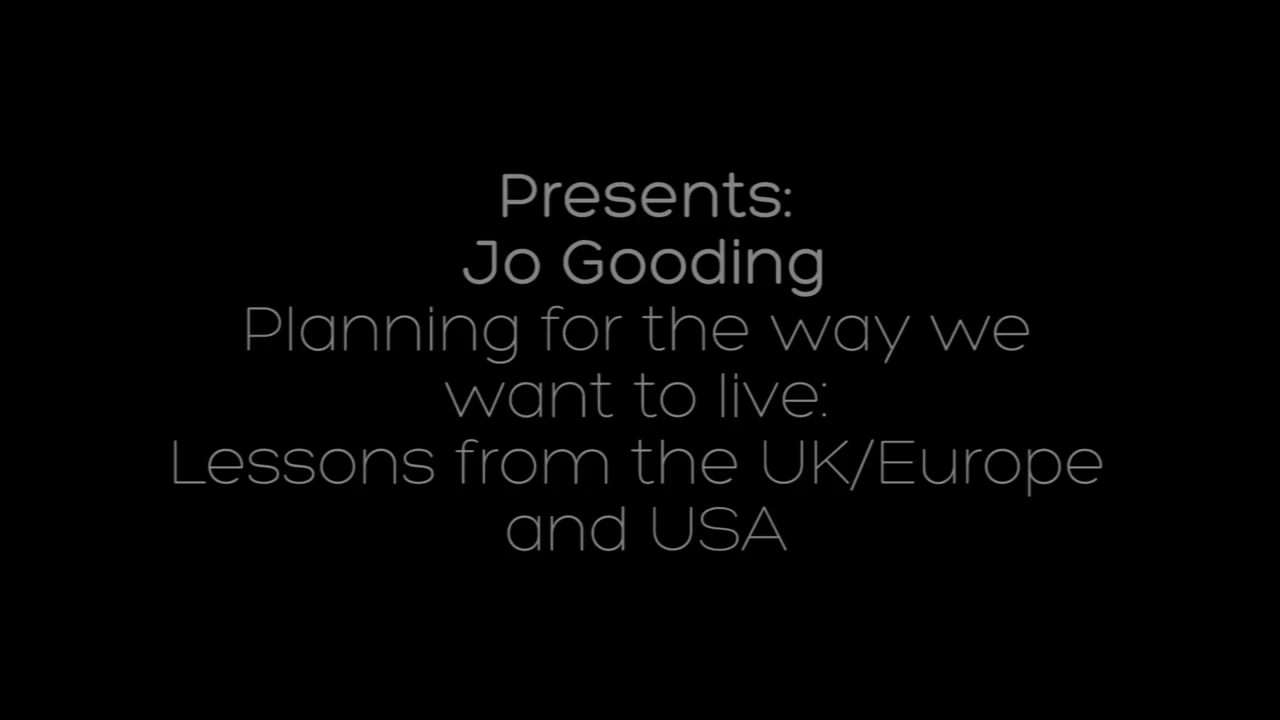 Presents:
Jo Gooding
Planning for the way we
want to live:
Lessons from the UK/Europe
and USA